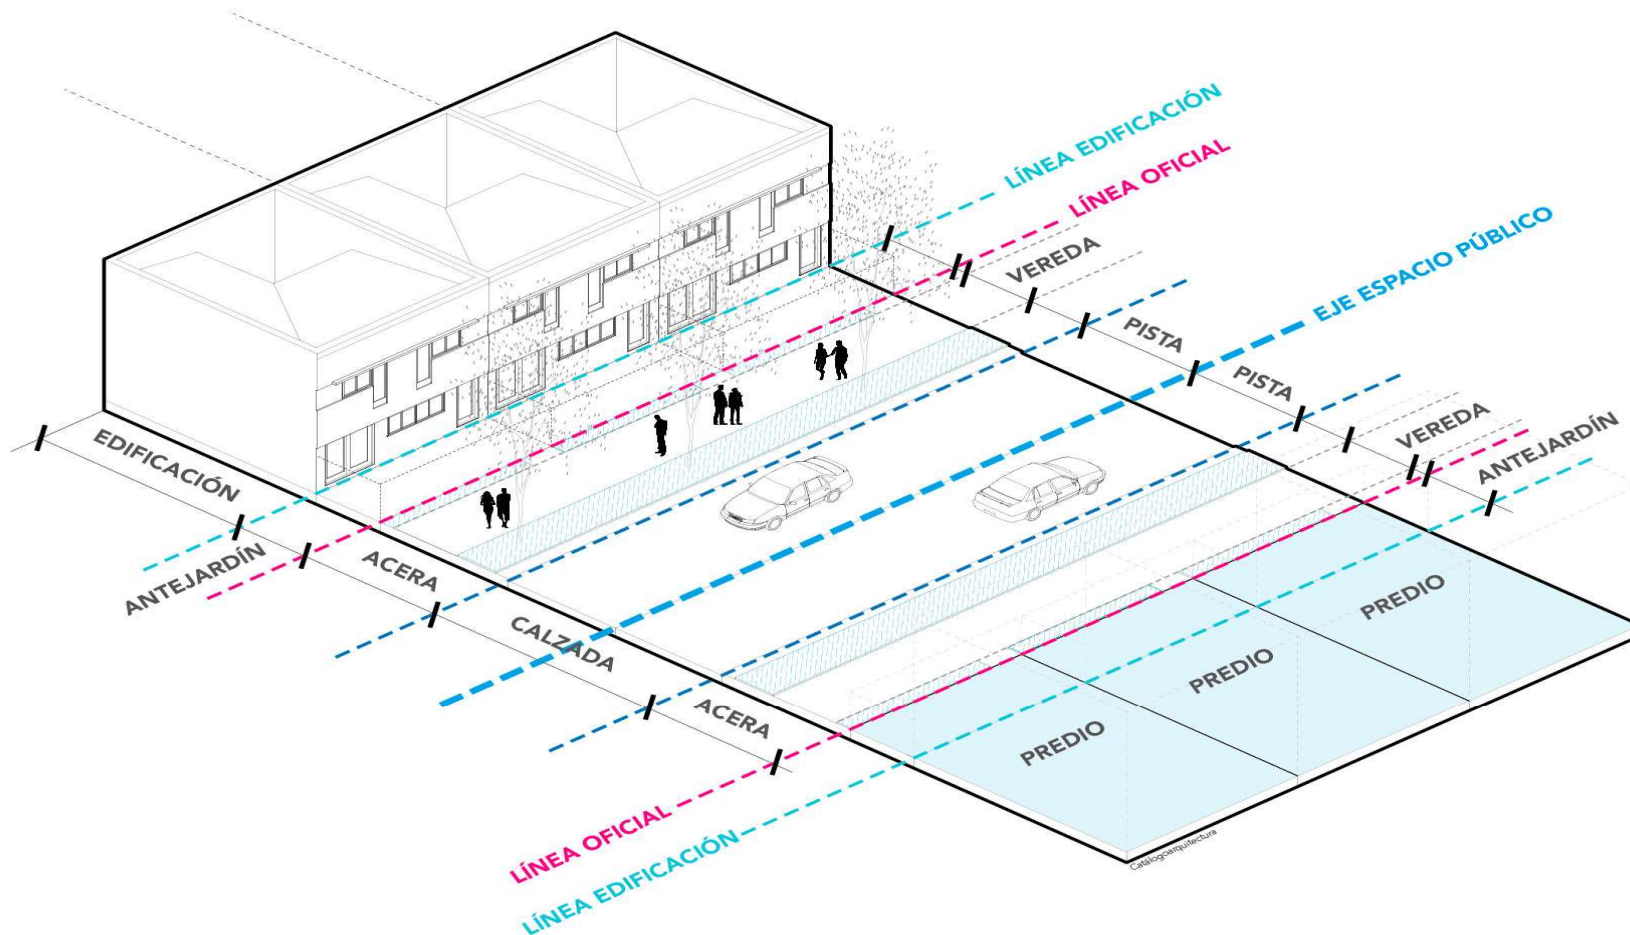 LÍNEA EDIFICACIÓN
LÍNEA OFICIAL
VEREDA
EJE ESPACIO PÚBLICO
PISTA
PISTA
VEREDA
ANTEJARDÍN
EDIFICACIÓN
ANTEJARDÍN
ACERA
CALZADA
ACERA
PREDIO
PREDIO
PREDIO
LÍNEA OFICIAL
LÍNEA EDIFICACIÓN
Catálogoarquitectura